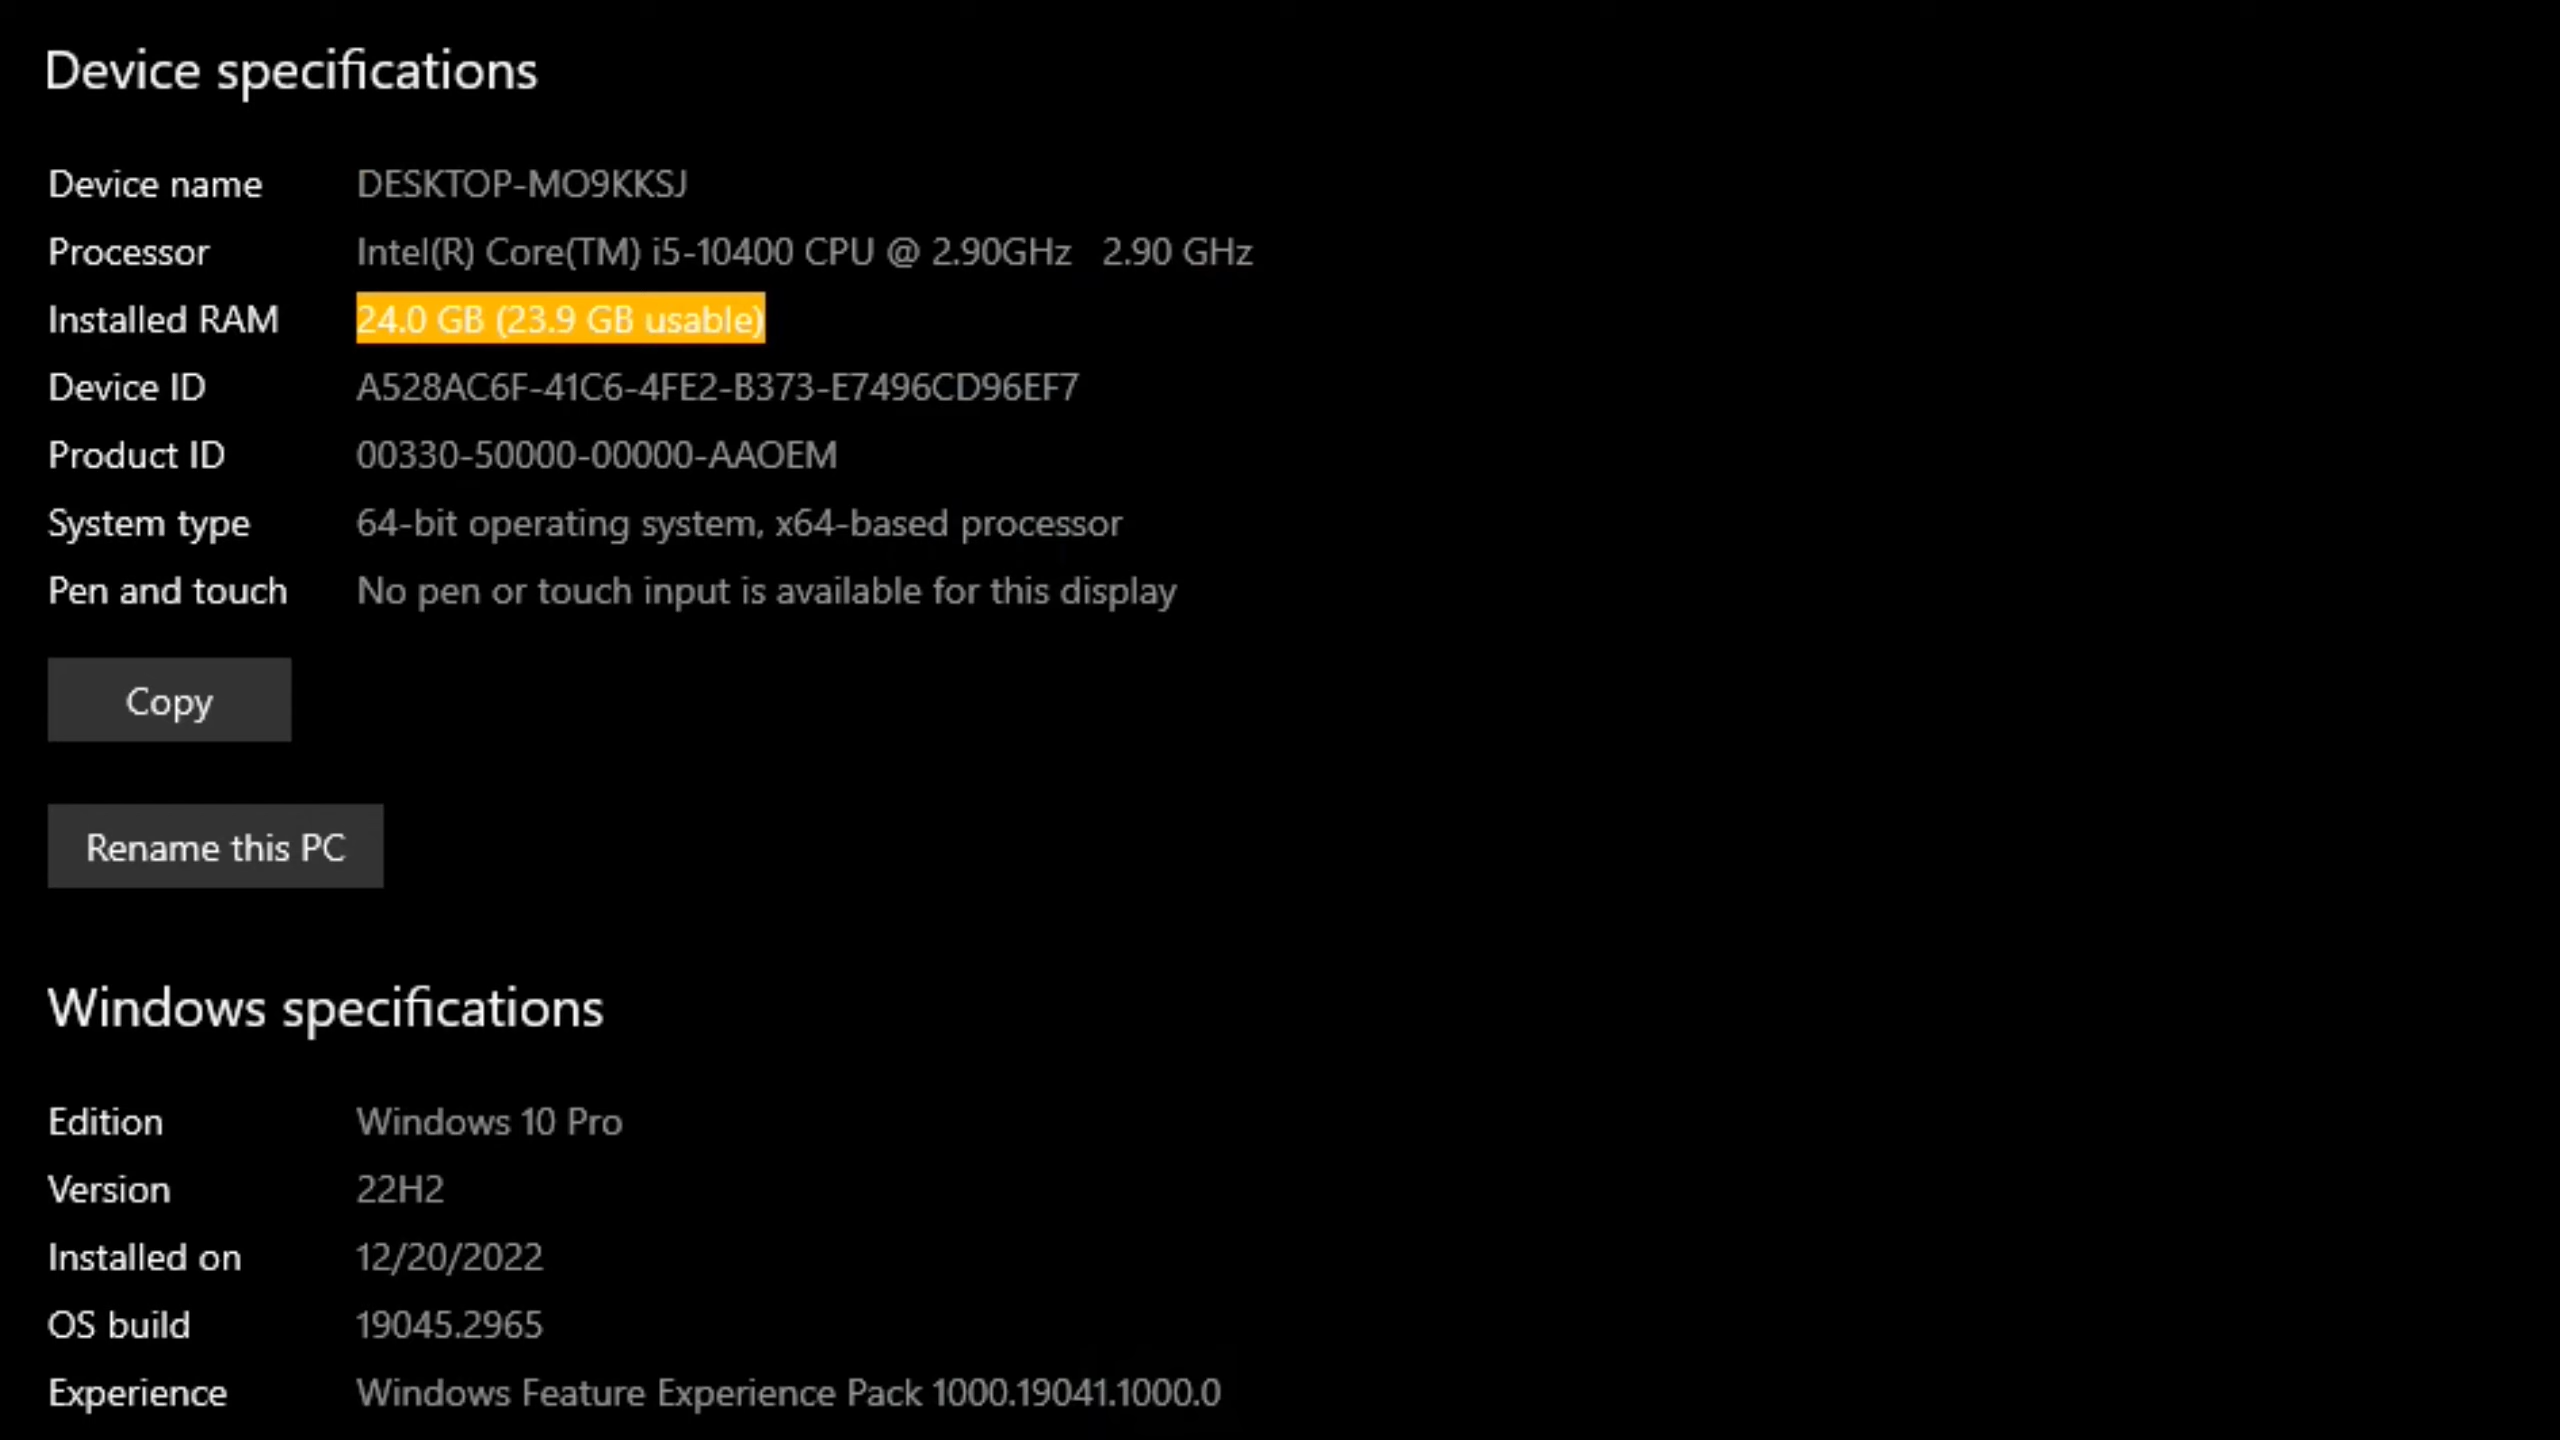 Device specifications
Device name DESKTOP-MO9KKSJ
Processor Intel(R) Core(TM) i5-10400 CPU @ 2.90GHz 2.90 GHz
Installed RAM 24.0 GB (23.9 GB usable)
Device ID A528AC6F-41C6-4FE2-B373-E7496CD96EF7
Product ID 00330-50000-00000-AAOEM
System type 64-bit operating system, x64-based processor
Pen and touch No pen or touch input is available for this display
Copy
Rename this PC
Windows specifications
Edition Windows 10 Pro
Version 22H2
Installed on 12/20/2022
OS build 19045.2965
Experience Windows Feature Experience Pack 1000.19041.1000.0